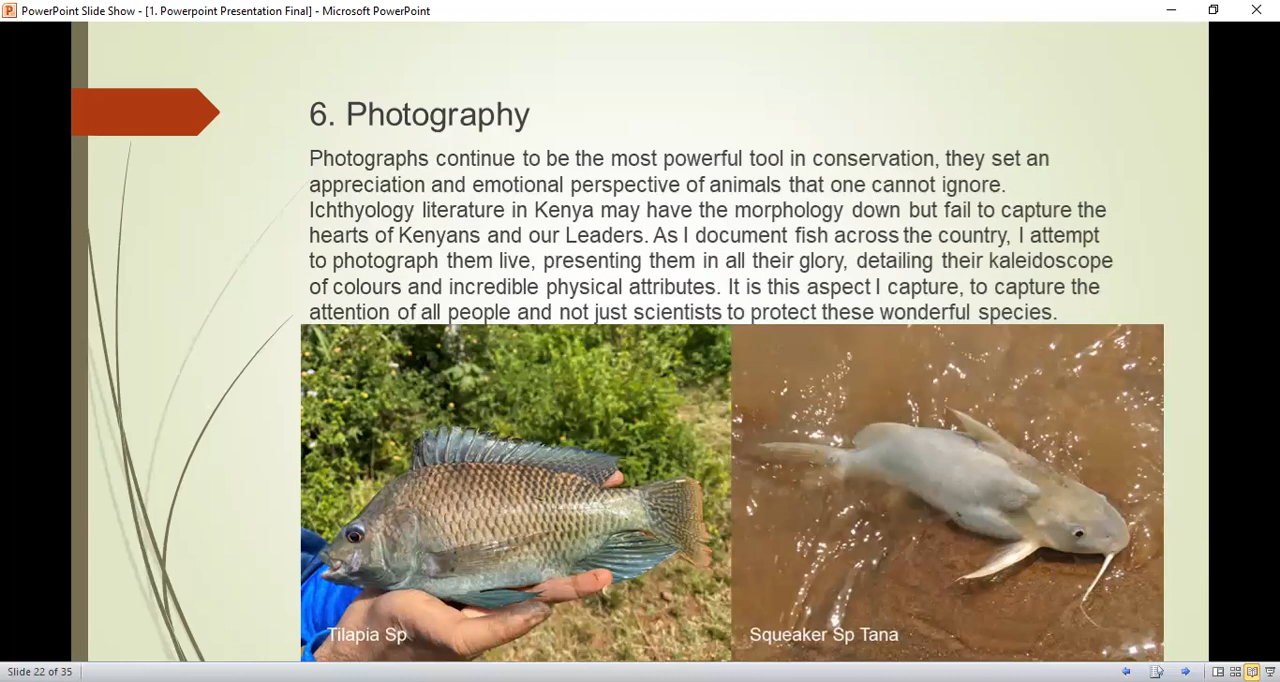 PowerPoint Slide Show - [1. Powerpoint Presentation Final] - Microsoft PowerPoint
6. Photography
Photographs continue to be the most powerful tool in conservation, they set an
appreciation and emotional perspective of animals that one cannot ignore.
Ichthyology literature in Kenya may have the morphology down but fail to capture the
hearts of Kenyans and our Leaders. As I document fish across the country, I attempt
to photograph them live, presenting them in all their glory, detailing their kaleidoscope
of colours and incredible physical attributes. It is this aspect I capture, to capture the
attention of all people and not just scientists to protect these wonderful species.
Tilapia Sp
Squeaker Sp Tana
Slide 22 of 35